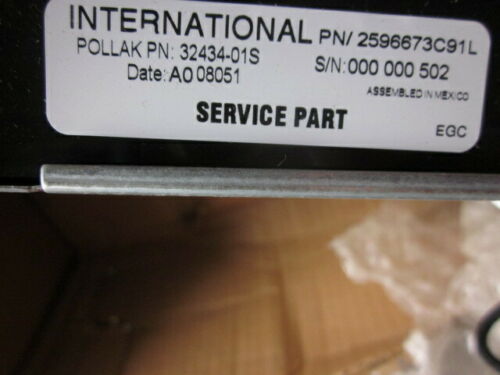 INTERNATIONAL PN/ 2596673C91L
POLLAK PN: 32434-01S S/N: 000 000 502
Date: A0 08051
ASSEMBLED IN MEXICO
SERVICE PART
EGC